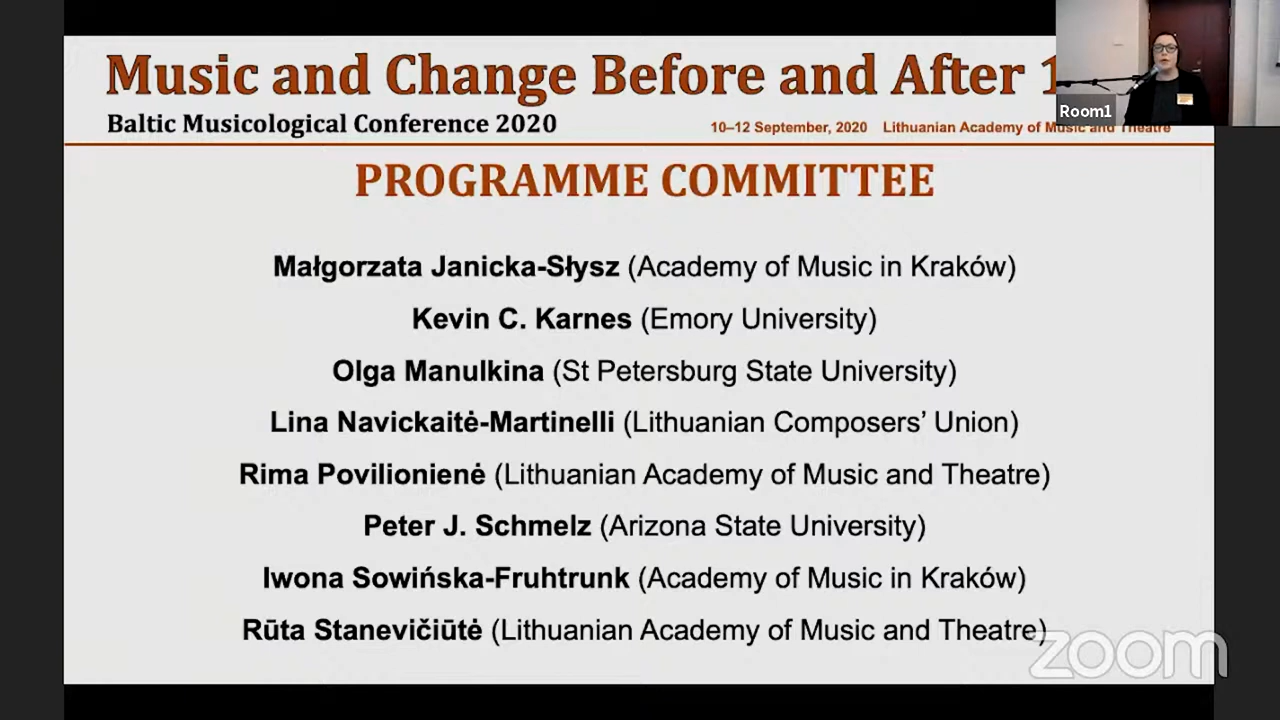 Music and Change Before and After 1
Baltic Musicological Conference 2020
10–12 September, 2020 Lithuanian Academy of Music and Theatre
Room1
PROGRAMME COMMITTEE
Małgorzata Janicka-Słysz (Academy of Music in Kraków)
Kevin C. Karnes (Emory University)
Olga Manulkina (St Petersburg State University)
Lina Navickaitė-Martinelli (Lithuanian Composers’ Union)
Rima Povilionienė (Lithuanian Academy of Music and Theatre)
Peter J. Schmelz (Arizona State University)
Iwona Sowińska-Fruhtrunk (Academy of Music in Kraków)
Rūta Stanevičiūtė (Lithuanian Academy of Music and Theatre)
zoom